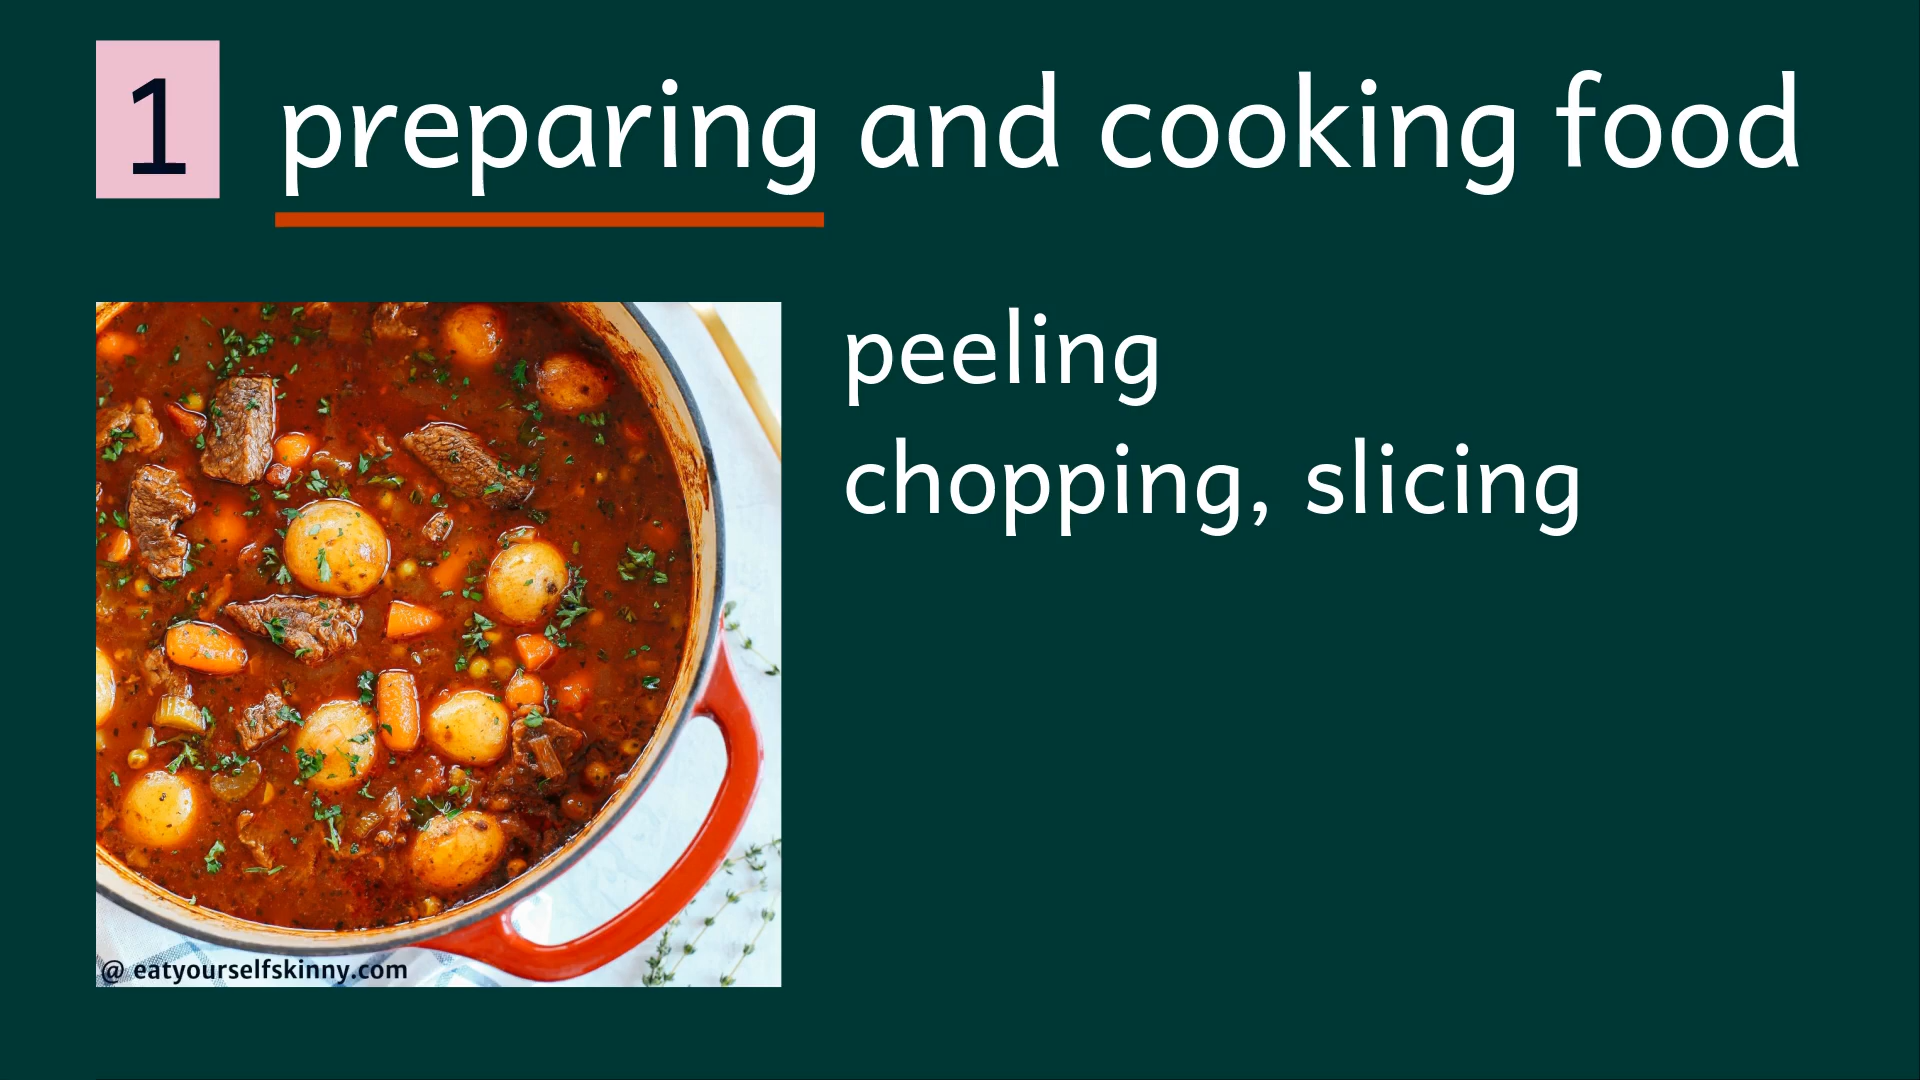 1
preparing and cooking food
peeling
chopping, slicing
@ eatyourselfskinny.com